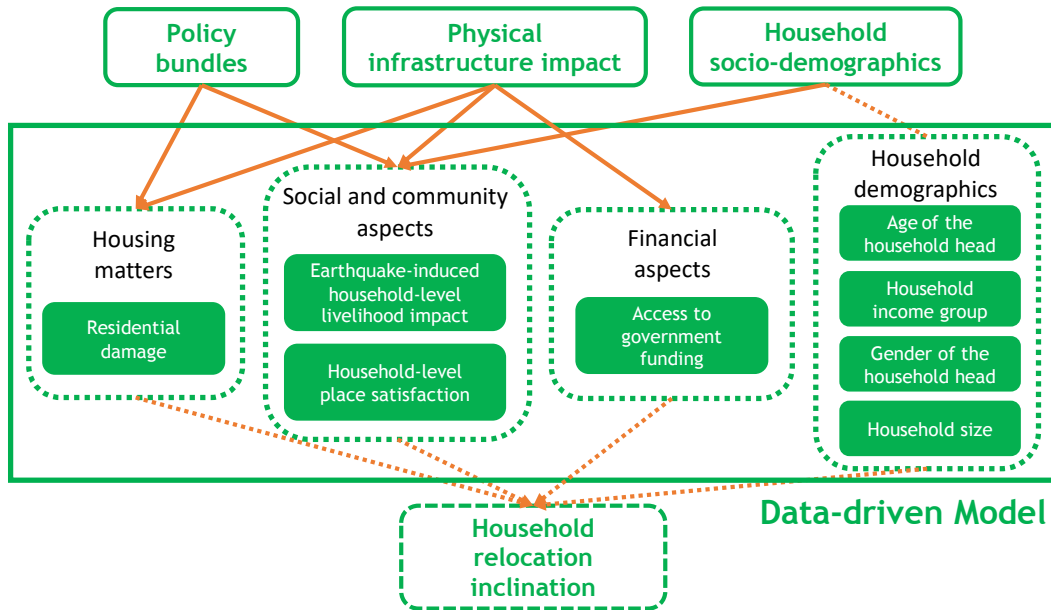 Policy
bundles
Physical
infrastructure impact
Household
socio-demographics
Housing
matters
Residential
damage
Social and community
aspects
Earthquake-induced
household-level
livelihood impact
Household-level
place satisfaction
Financial
aspects
Access to
government
funding
Household
demographics
Age of the
household head
Household
income group
Gender of the
household head
Household size
Data-driven Model
Household
relocation
inclination